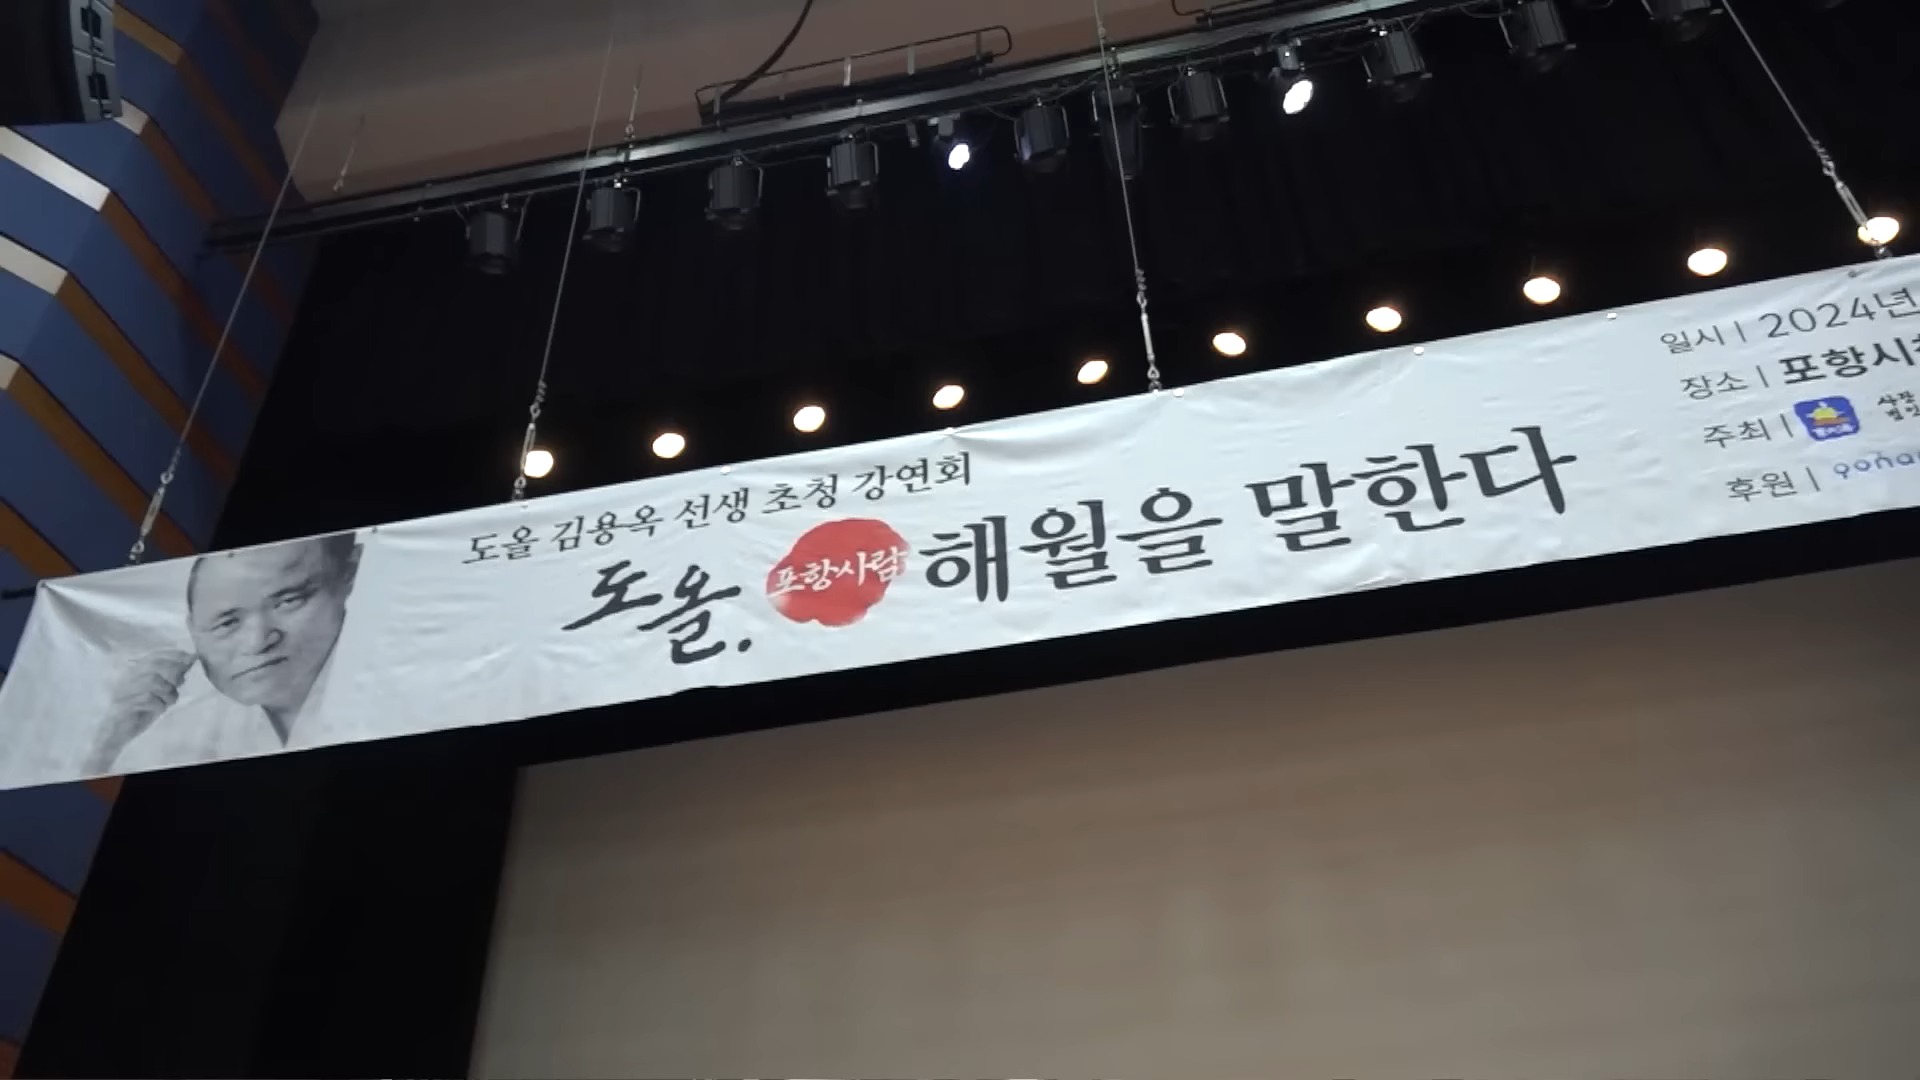 도올 김용옥 선생 초청 강연회
도올. 포항사람 해월을 말한다
일시 | 2024년
장소 | 포항시
주최 |
후원 |